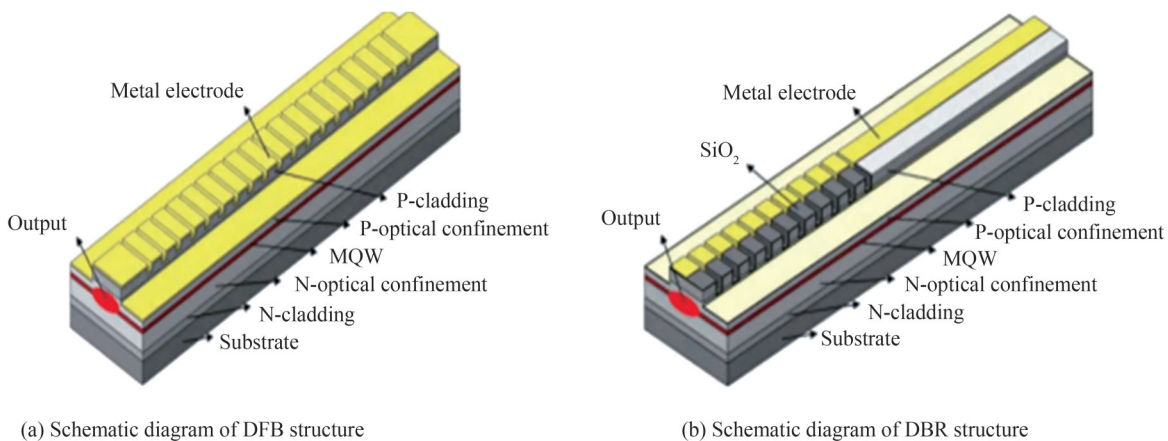 Metal electrode
Output
P-cladding
P-optical confinement
MQW
N-optical confinement
N-cladding
Substrate
(a) Schematic diagram of DFB structure
Metal electrode
SiO₂
Output
P-cladding
P-optical confinement
MQW
N-optical confinement
N-cladding
Substrate
(b) Schematic diagram of DBR structure